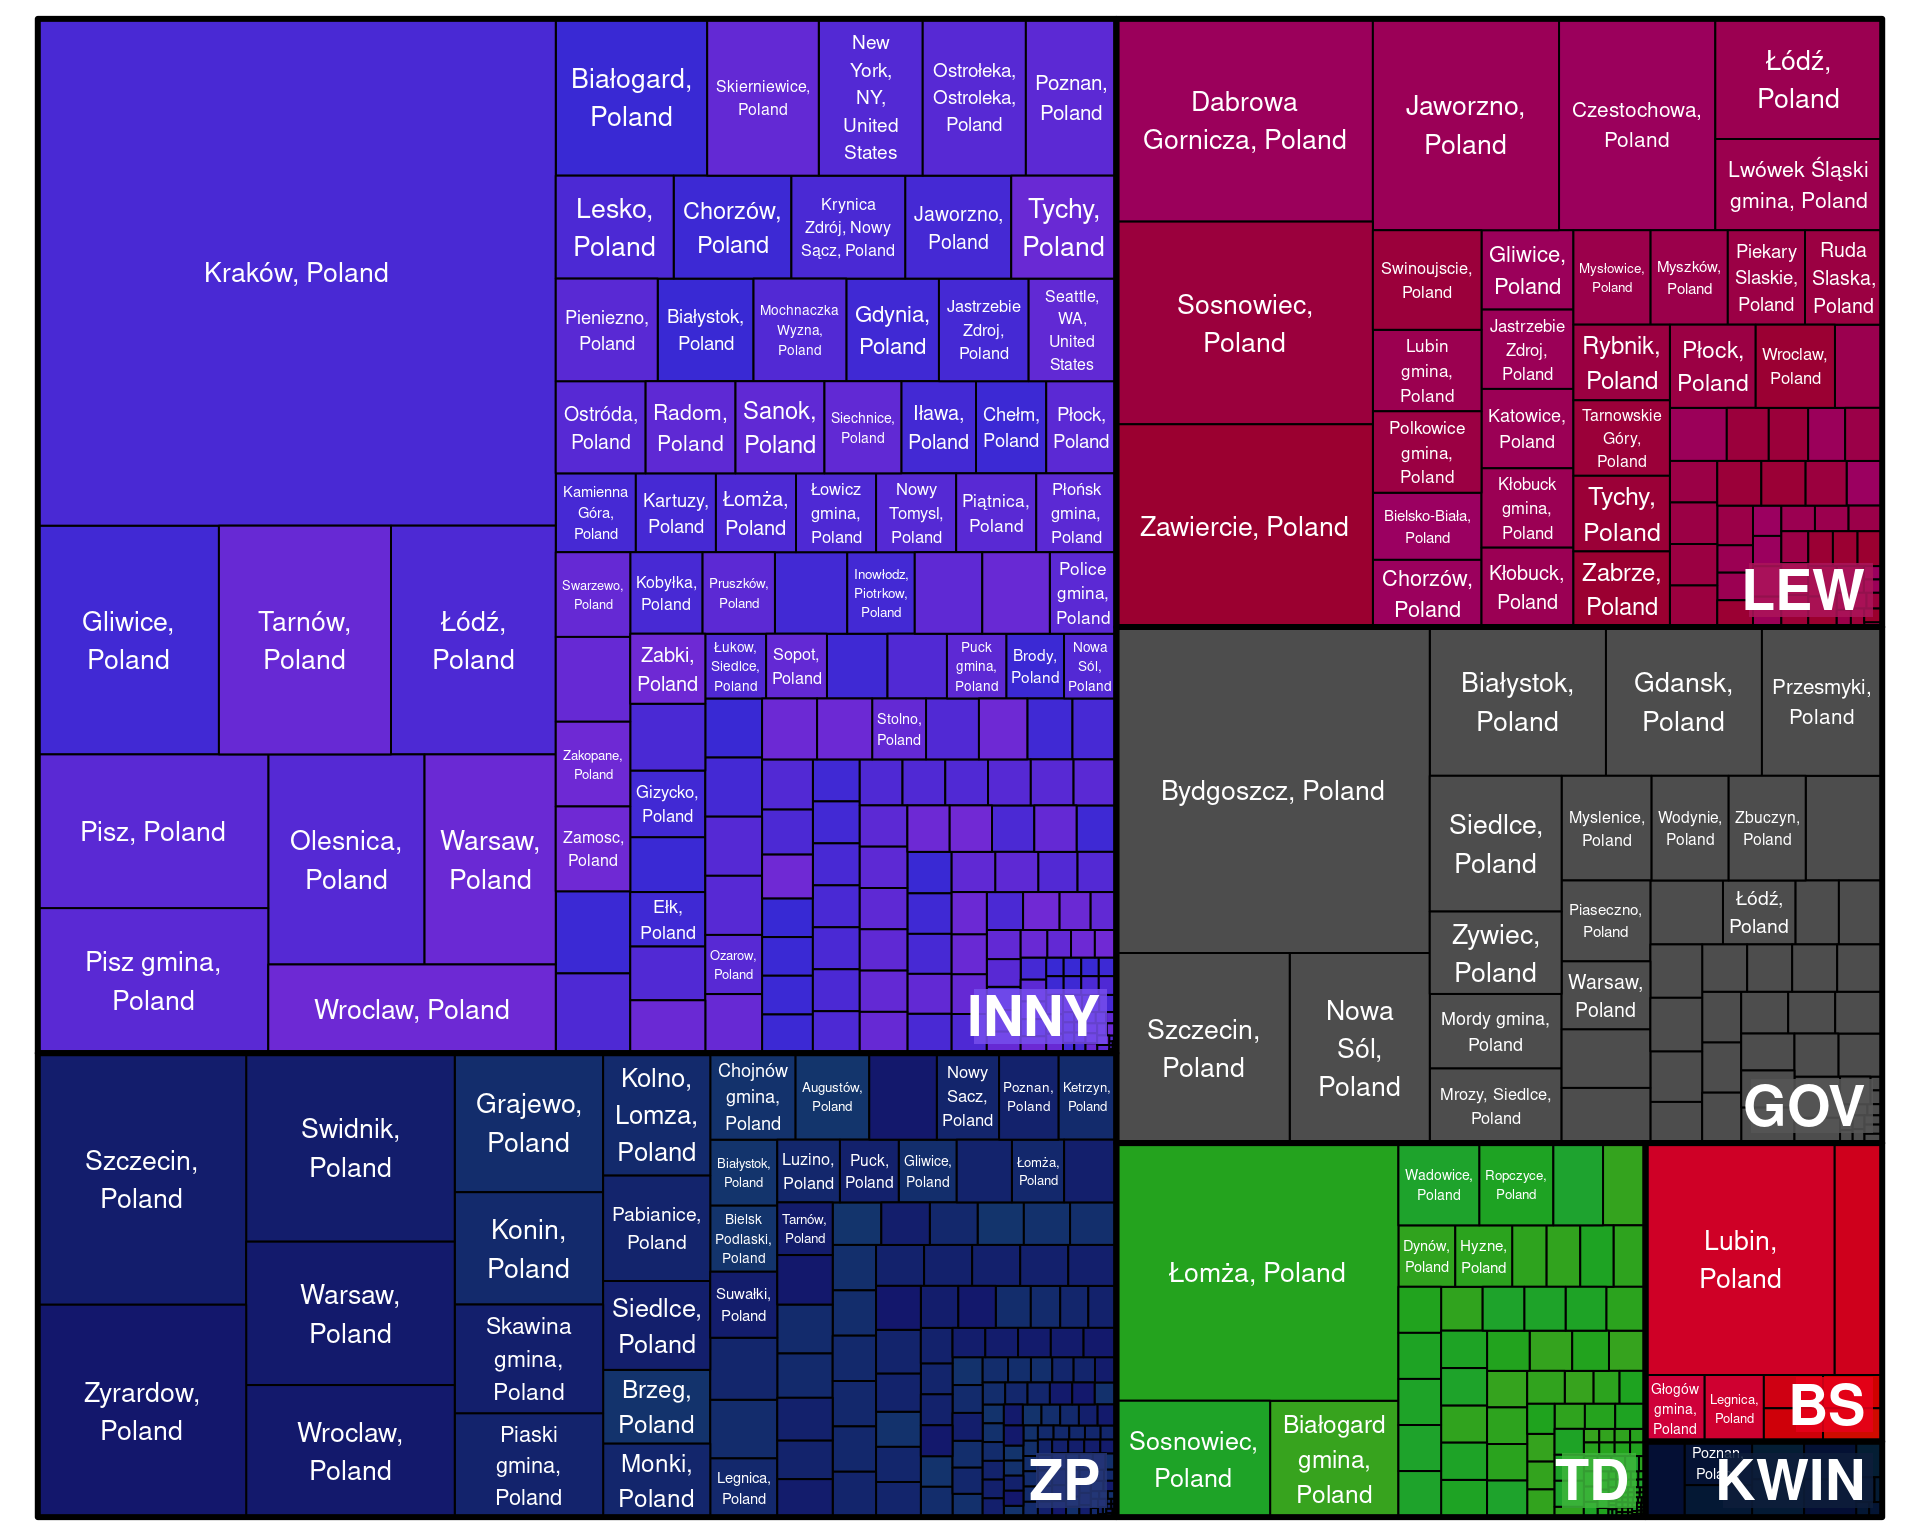 Kraków, Poland
Gliwice,
Poland
Tarnów,
Poland
Łódź,
Poland
Pisz, Poland
Pisz gmina,
Poland
Olesnica,
Poland
Warsaw,
Poland
Wroclaw, Poland
Białogard,
Poland
Skierniewice,
Poland
New
York,
NY,
United
States
Ostrołeka,
Ostroleka,
Poland
Poznan,
Poland
Lesko,
Poland
Chorzów,
Poland
Krynica
Zdrój, Nowy
Sącz, Poland
Jaworzno,
Poland
Tychy,
Poland
Pieniezno,
Poland
Białystok,
Poland
Mochnaczka
Wyzna,
Poland
Gdynia,
Poland
Jastrzebie
Zdroj,
Poland
Seattle,
WA,
United
States
Ostróda,
Poland
Radom,
Poland
Sanok,
Poland
Siechnice,
Poland
Iława,
Poland
Chełm,
Poland
Płock,
Poland
Kamienna
Góra,
Poland
Kartuzy,
Poland
Łomża,
Poland
Łowicz
gmina,
Poland
Nowy
Tomysl,
Poland
Piątnica,
Poland
Płońsk
gmina,
Poland
Swarzewo,
Poland
Kobyłka,
Poland
Pruszków,
Poland
Inowłodz,
Piotrkow,
Poland
Police
gmina,
Poland
Zabki,
Poland
Łukow,
Siedlce,
Poland
Sopot,
Poland
Puck
gmina,
Poland
Brody,
Poland
Nowa
Sól,
Poland
Stolno,
Poland
Zakopane,
Poland
Gizycko,
Poland
Zamosc,
Poland
Ełk,
Poland
Ozarow,
Poland
INNY
Dabrowa
Gornicza, Poland
Sosnowiec,
Poland
Zawiercie, Poland
Jaworzno,
Poland
Czestochowa,
Poland
Łódź,
Poland
Lwówek Śląski
gmina, Poland
Swinoujscie,
Poland
Lubin
gmina,
Poland
Polkowice
gmina,
Poland
Bielsko-Biała,
Poland
Chorzów,
Poland
Gliwice,
Poland
Jastrzebie
Zdroj,
Poland
Katowice,
Poland
Kłobuck
gmina,
Poland
Kłobuck,
Poland
Mysłowice,
Poland
Myszków,
Poland
Piekary
Slaskie,
Poland
Ruda
Slaska,
Poland
Rybnik,
Poland
Tarnowskie
Góry,
Poland
Tychy,
Poland
Zabrze,
Poland
Płock,
Poland
Wroclaw,
Poland
LEW
Bydgoszcz, Poland
Szczecin,
Poland
Nowa
Sól,
Poland
Białystok,
Poland
Gdansk,
Poland
Przesmyki,
Poland
Siedlce,
Poland
Zywiec,
Poland
Mordy gmina,
Poland
Mrozy, Siedlce,
Poland
Myslenice,
Poland
Wodynie,
Poland
Zbuczyn,
Poland
Piaseczno,
Poland
Warsaw,
Poland
Łódź,
Poland
GOV
Szczecin,
Poland
Zyrardow,
Poland
Swidnik,
Poland
Warsaw,
Poland
Wroclaw,
Poland
Grajewo,
Poland
Konin,
Poland
Skawina
gmina,
Poland
Piaski
gmina,
Poland
Kolno,
Lomza,
Poland
Pabianice,
Poland
Siedlce,
Poland
Brzeg,
Poland
Monki,
Poland
Chojnów
gmina,
Poland
Augustów,
Poland
Nowy
Sacz,
Poland
Poznan,
Poland
Ketrzyn,
Poland
Białystok,
Poland
Luzino,
Poland
Puck,
Poland
Gliwice,
Poland
Łomża,
Poland
Bielsk
Podlaski,
Poland
Tarnów,
Poland
Suwałki,
Poland
Legnica,
Poland
ZP
Łomża, Poland
Sosnowiec,
Poland
Białogard
gmina,
Poland
Wadowice,
Poland
Ropczyce,
Poland
Dynów,
Poland
Hyzne,
Poland
TD
Lubin,
Poland
Głogów
gmina,
Poland
Legnica,
Poland
BS
Poznan,
KWIN